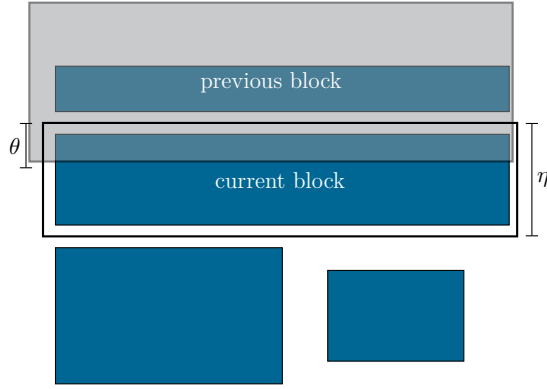 previous block
θ
current block
η